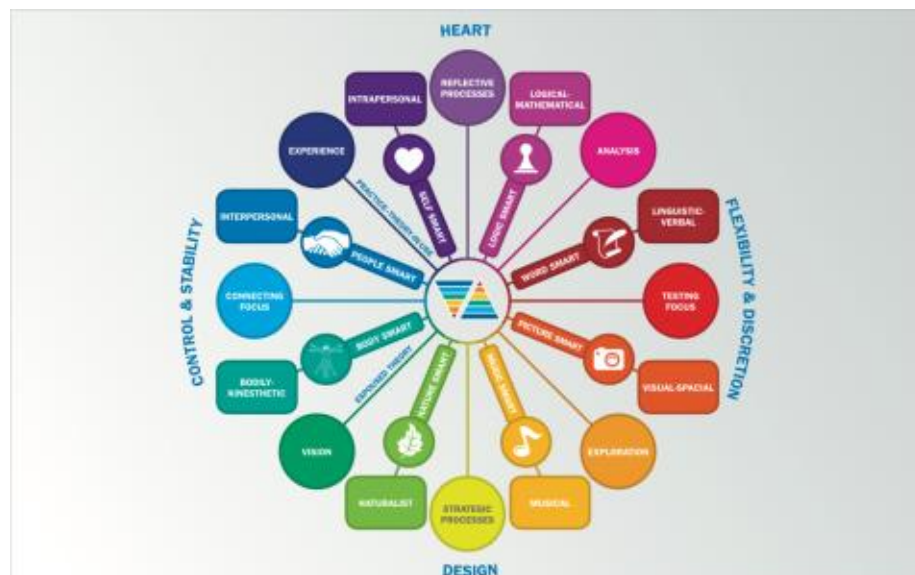 HEART
REFLECTIVE
PROCESSES
INTRAPERSONAL
LOGICAL-
MATHEMATICAL
EXPERIENCE
ANALYSIS
SELF SMART
LOGIC SMART
PRACTICE-THEORY IN USE
INTERPERSONAL
LINGUISTIC-
VERBAL
PEOPLE SMART
WORD SMART
CONTROL & STABILITY
FLEXIBILITY & DISCRETION
CONNECTING
FOCUS
TESTING
FOCUS
BODY SMART
PICTURE SMART
BODILY-
KINESTHETIC
VISUAL-SPACIAL
ESPOUSED THEORY
NATURE SMART
MUSIC SMART
VISION
EXPLORATION
NATURALIST
STRATEGIC
PROCESSES
MUSICAL
DESIGN